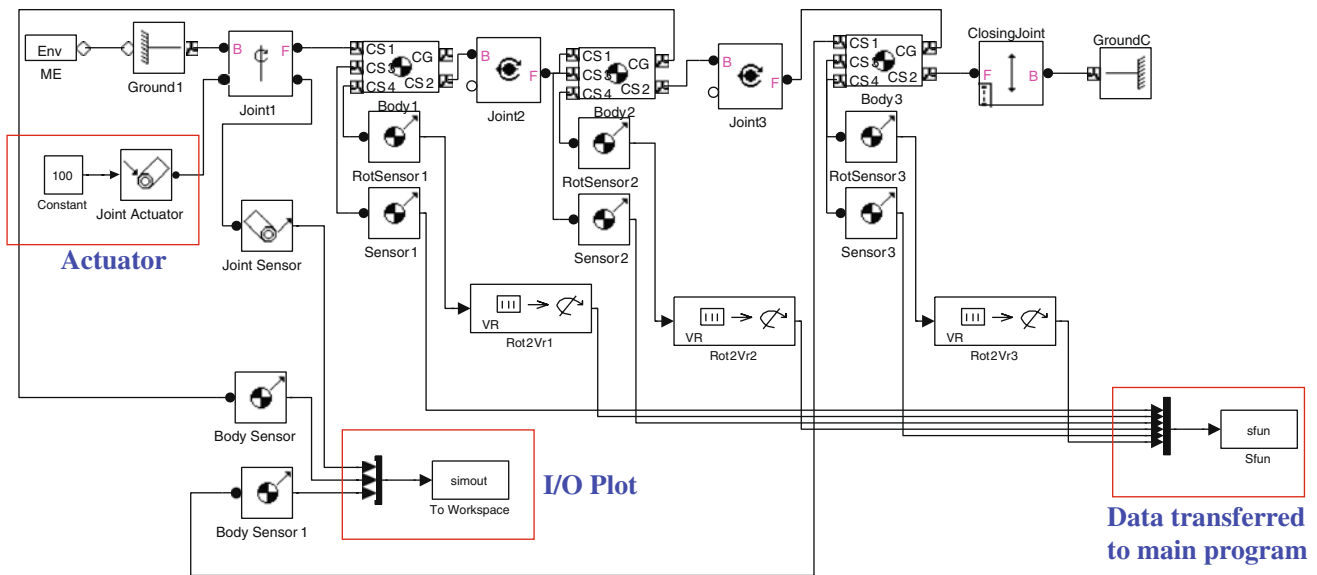 Env
ME
Ground1
B
F
Joint1
CS1
CS3
CS4
CG
CS2
Body1
B
F
Joint2
CS1
CS3
CS4
CG
CS2
Body2
B
F
Joint3
CS1
CS3
CS4
CG
CS2
Body3
ClosingJoint
F
B
GroundC
100
Constant
Joint Actuator
Actuator
Joint Sensor
RotSensor1
Sensor1
RotSensor2
Sensor2
RotSensor3
Sensor3
VR
Rot2Vr1
VR
Rot2Vr2
VR
Rot2Vr3
Body Sensor
Body Sensor 1
simout
To Workspace
I/O Plot
sfun
Sfun
Data transferred
to main program